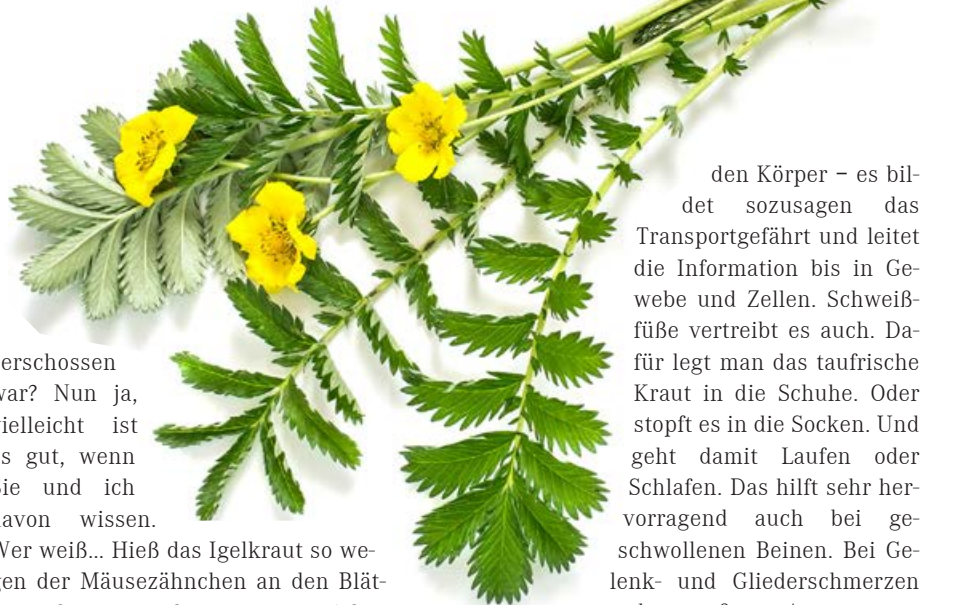 erschossen
war? Nun ja,
vielleicht ist
es gut, wenn
Sie und ich
davon wissen.
Wer weiß... Hieß das Igelkraut so we-
gen der Mäusezähnchen an den Blät-
den Körper – es bil-
det sozusagen das
Transportgefährt und leitet
die Information bis in Ge-
webe und Zellen. Schweiß-
füße vertreibt es auch. Da-
für legt man das taufrische
Kraut in die Schuhe. Oder
stopft es in die Socken. Und
geht damit Laufen oder
Schlafen. Das hilft sehr her-
vorragend auch bei ge-
schwollenen Beinen. Bei Ge-
lenk- und Gliederschmerzen